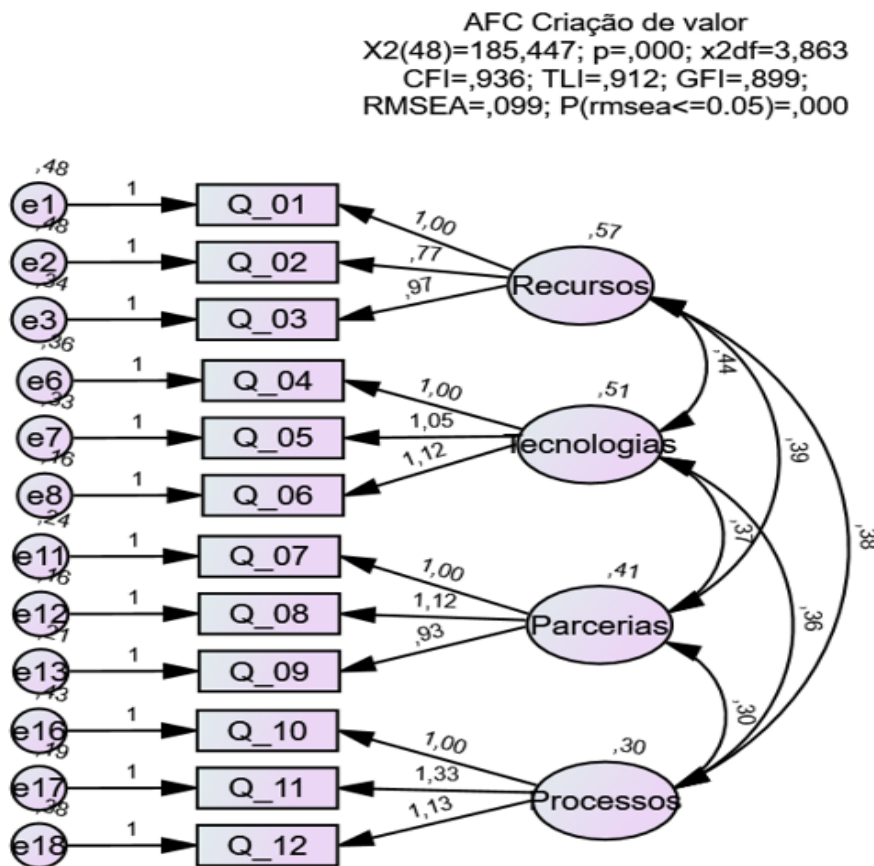 AFC Criação de valor
X2(48)=185,447; p=,000; x2df=3,863
CFI=,936; TLI=,912; GFI=,899;
RMSEA=,099; P(rmsea<=0.05)=,000
,48
e1 1 Q_01 1,00
,48
e2 1 Q_02 ,77
,34
e3 1 Q_03 ,97
,57
Recursos
,36
e6 1 Q_04 1,00
,33
e7 1 Q_05 1,05
,16
e8 1 Q_06 1,12
,51
Tecnologias
,24
e11 1 Q_07 1,00
,16
e12 1 Q_08 1,12
,21
e13 1 Q_09 ,93
,41
Parcerias
,43
e16 1 Q_10 1,00
,19
e17 1 Q_11 1,33
,38
e18 1 Q_12 1,13
,30
Processos
,44
,39
,38
,37
,36
,30